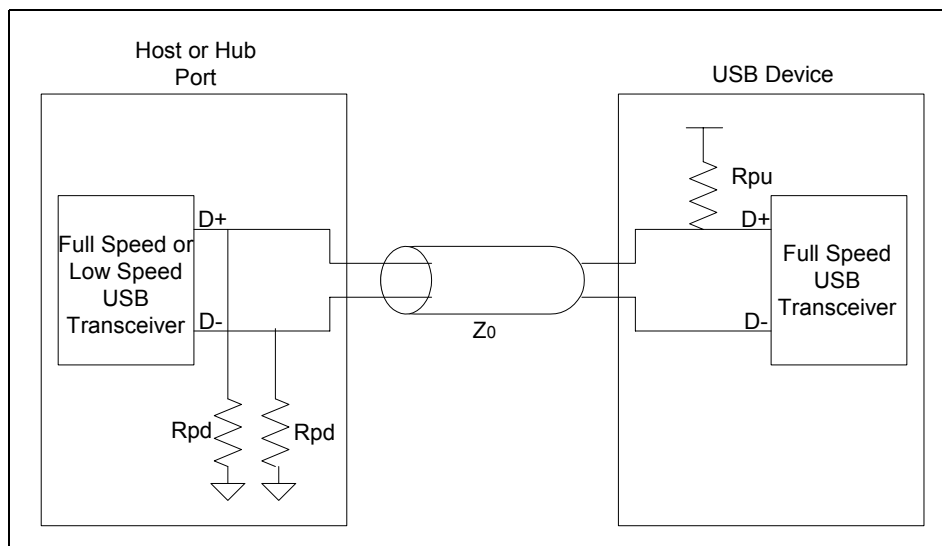 Host or Hub
Port
USB Device
Rpu
D+
D+
Full Speed or
Low Speed
USB
Transceiver
Full Speed
USB
Transceiver
D-
D-
Z0
Rpd
Rpd